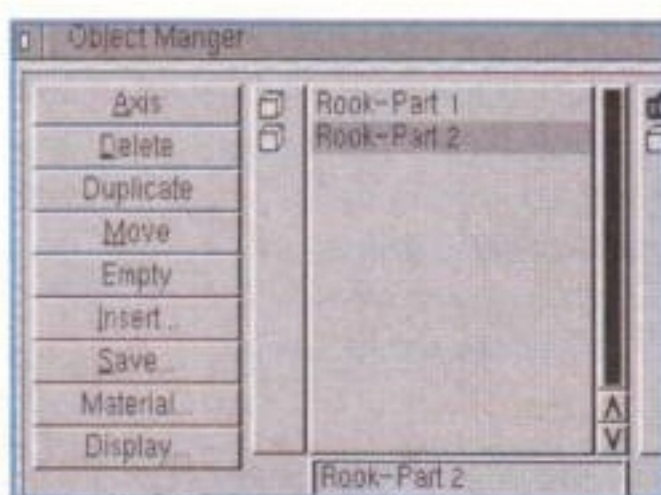 Object Manger
Axis
Delete
Duplicate
Move
Empty
Insert...
Save...
Material...
Display...
Rook-Part 1
Rook-Part 2
Rook-Part 2